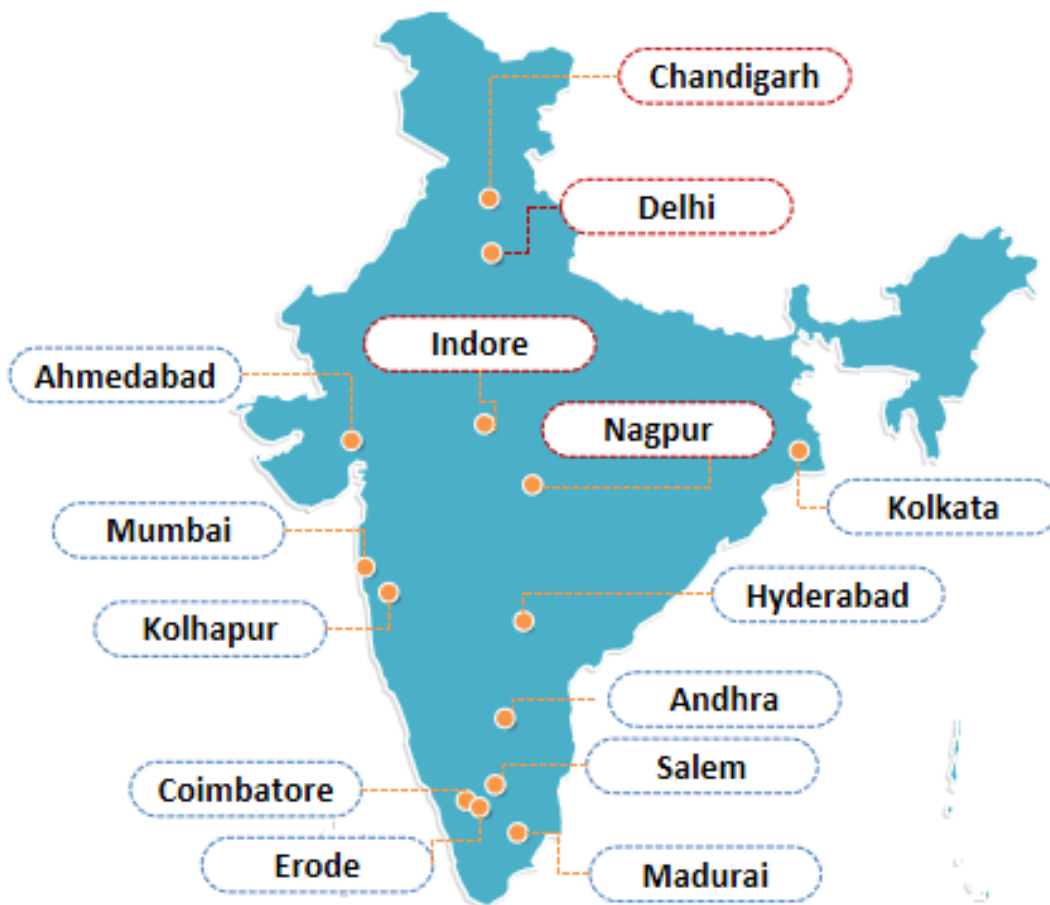 Chandigarh
Delhi
Indore
Ahmedabad
Nagpur
Kolkata
Mumbai
Hyderabad
Kolhapur
Andhra
Salem
Coimbatore
Erode
Madurai